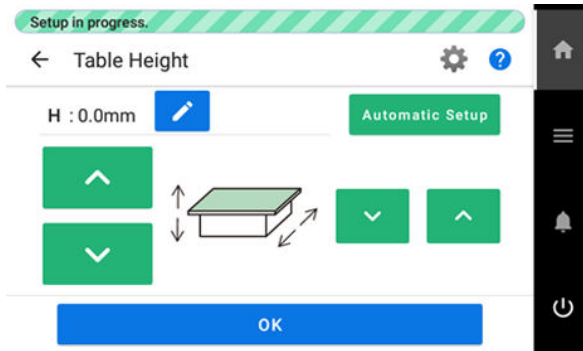 Setup in progress.
Table Height
?
H : 0.0mm
Automatic Setup
OK